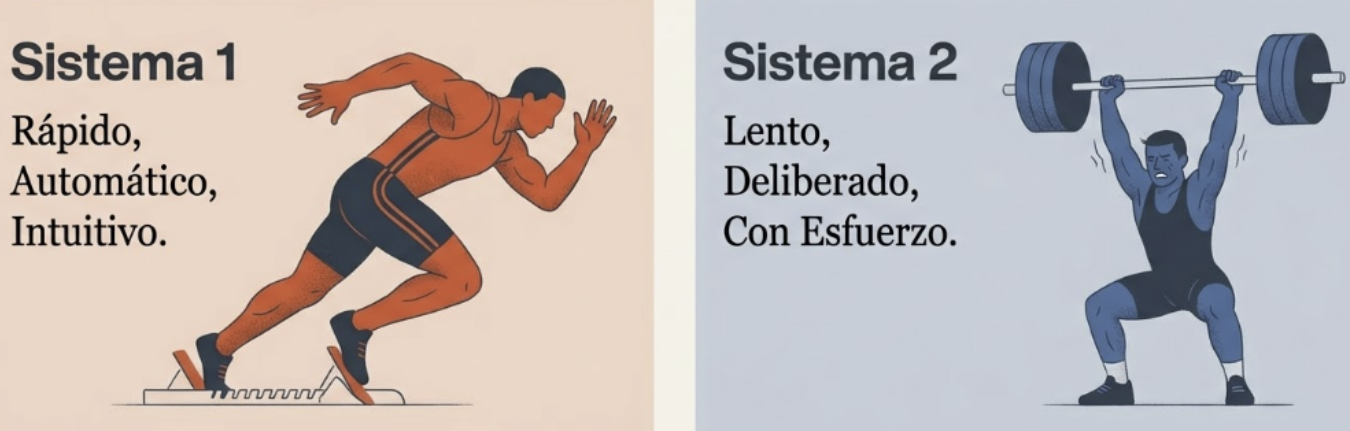 Sistema 1
Rápido,
Automático,
Intuitivo.
Sistema 2
Lento,
Deliberado,
Con Esfuerzo.